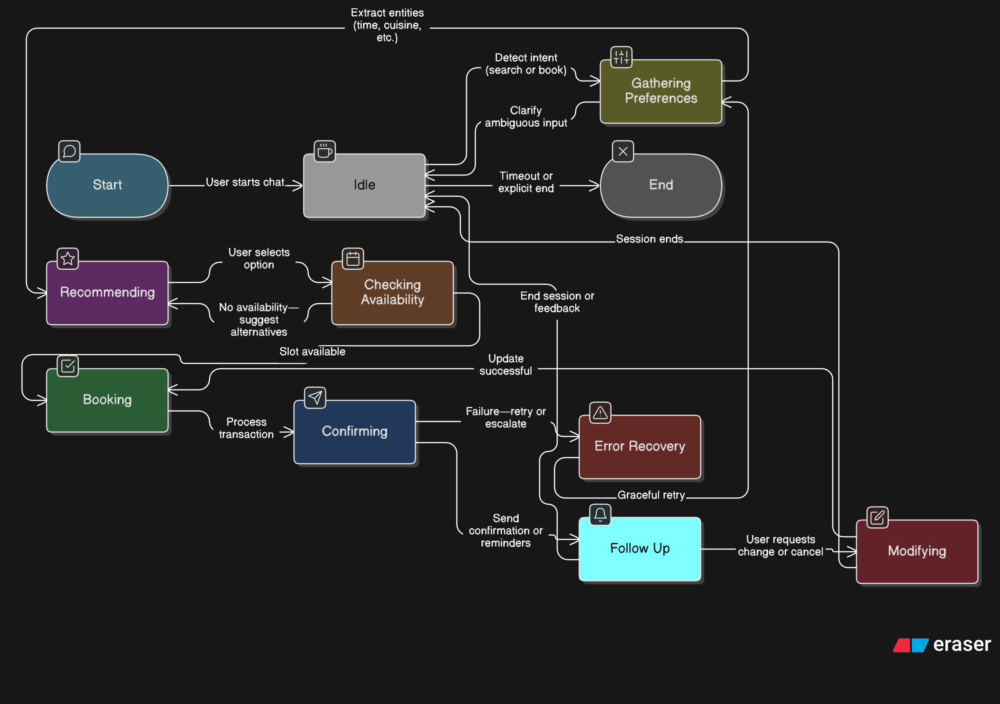 Extract entities
(time, cuisine,
etc.)
Detect intent
(search or book)
Gathering
Preferences
Clarify
ambiguous input
Start
User starts chat
Idle
Timeout or
explicit end
End
Session ends
Recommending
User selects
option
Checking
Availability
No availability—
suggest
alternatives
End session or
feedback
Slot available
Update
successful
Booking
Process
transaction
Confirming
Failure—retry or
escalate
Error Recovery
Graceful retry
Send
confirmation or
reminders
Follow Up
User requests
change or cancel
Modifying
eraser